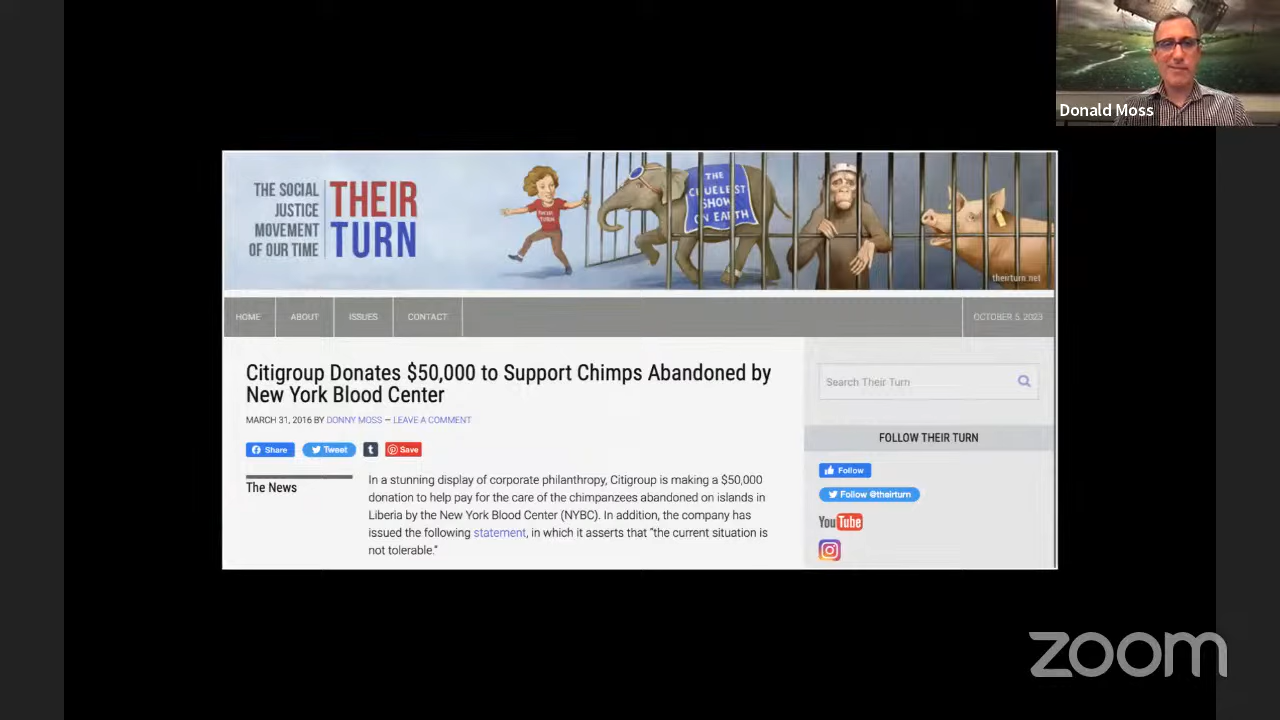 Donald Moss
THE SOCIAL
JUSTICE
MOVEMENT
OF OUR TIME
THEIR
TURN
THEIR
TURN
THE
CRUELEST
SHOW
ON EARTH
theirturn.net
HOME
ABOUT
ISSUES
CONTACT
OCTOBER 5, 2023
Citigroup Donates $50,000 to Support Chimps Abandoned by
New York Blood Center
MARCH 31, 2016 BY DONNY MOSS — LEAVE A COMMENT
Share
Tweet
t
Save
The News
In a stunning display of corporate philanthropy, Citigroup is making a $50,000
donation to help pay for the care of the chimpanzees abandoned on islands in
Liberia by the New York Blood Center (NYBC). In addition, the company has
issued the following statement, in which it asserts that “the current situation is
not tolerable.”
Search Their Turn
FOLLOW THEIR TURN
Follow
Follow @theirturn
YouTube
zoom